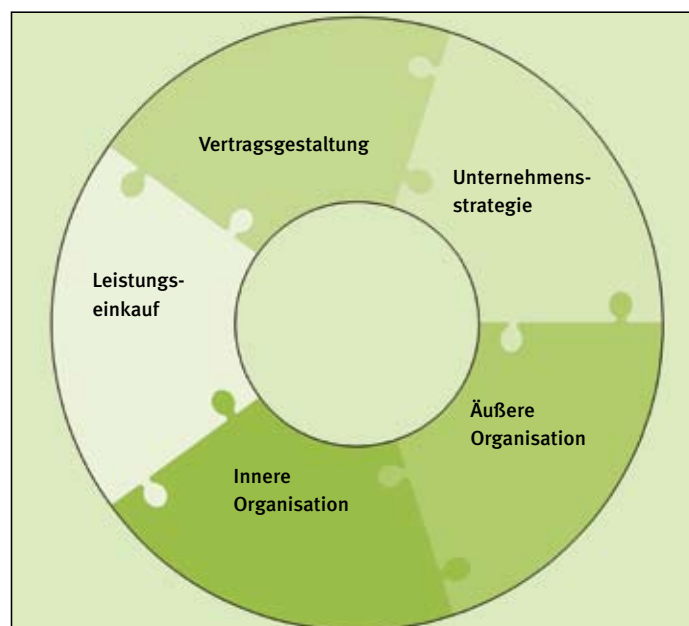 Vertragsgestaltung
Unternehmens-
strategie
Leistungs-
einkauf
Äußere
Organisation
Innere
Organisation